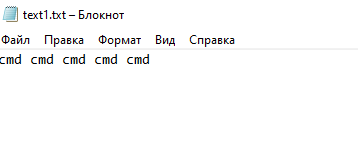 text1.txt – Блокнот
Файл Правка Формат Вид Справка
cmd cmd cmd cmd cmd